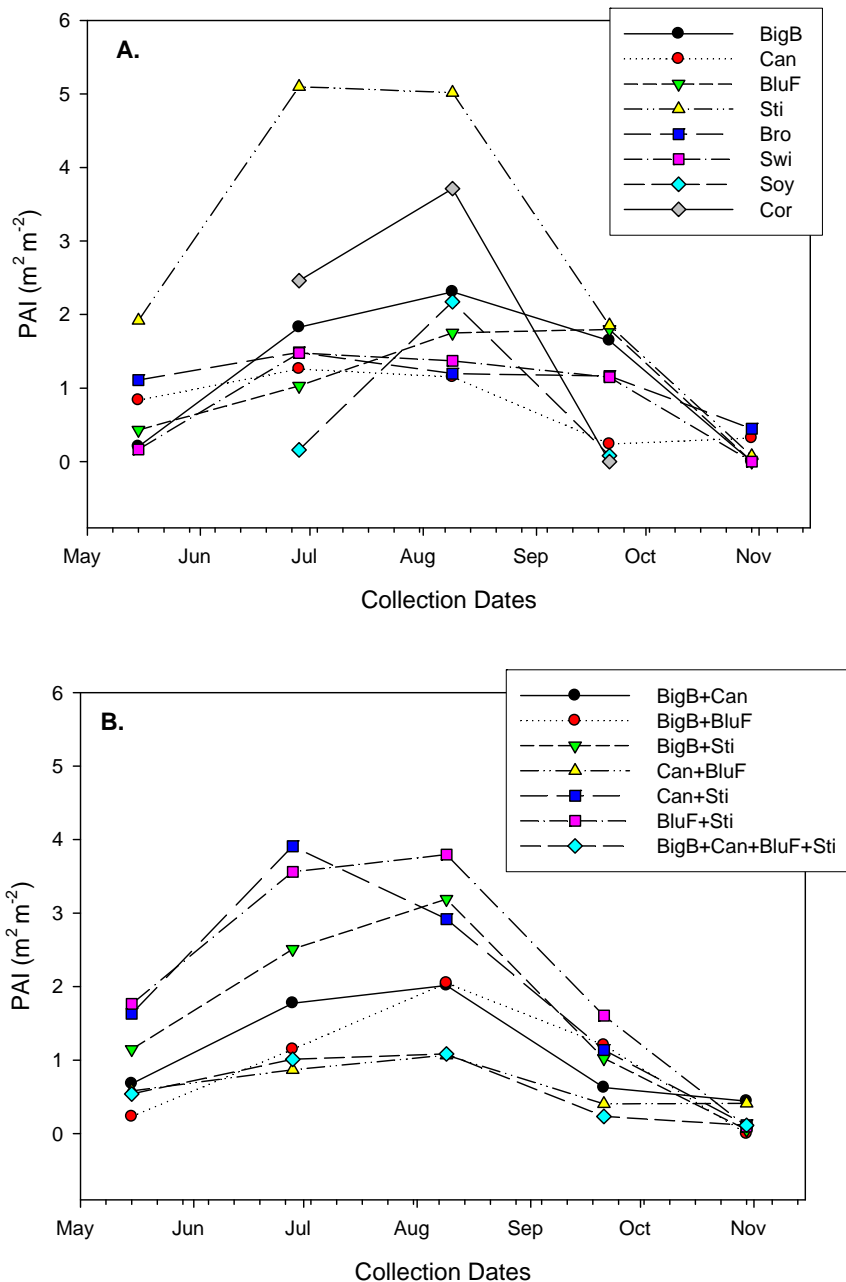 A.
BigB
Can
BluF
Sti
Bro
Swi
Soy
Cor
6
5
4
3
2
1
0
PAI (m² m⁻²)
May Jun Jul Aug Sep Oct Nov
Collection Dates
B.
BigB+Can
BigB+BluF
BigB+Sti
Can+BluF
Can+Sti
BluF+Sti
BigB+Can+BluF+Sti
6
5
4
3
2
1
0
PAI (m² m⁻²)
May Jun Jul Aug Sep Oct Nov
Collection Dates